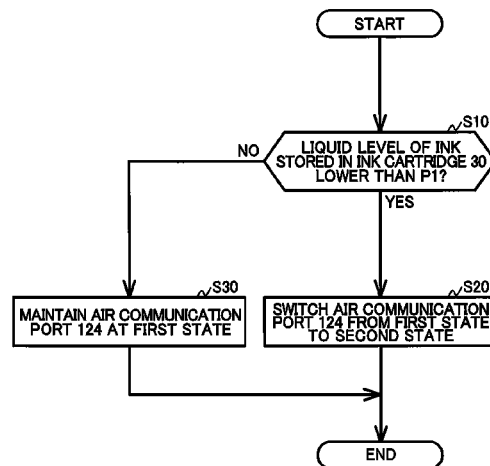 START
S10
LIQUID LEVEL OF INK
STORED IN INK CARTRIDGE 30
LOWER THAN P1?
NO
YES
S30
MAINTAIN AIR COMMUNICATION
PORT 124 AT FIRST STATE
S20
SWITCH AIR COMMUNICATION
PORT 124 FROM FIRST STATE
TO SECOND STATE
END